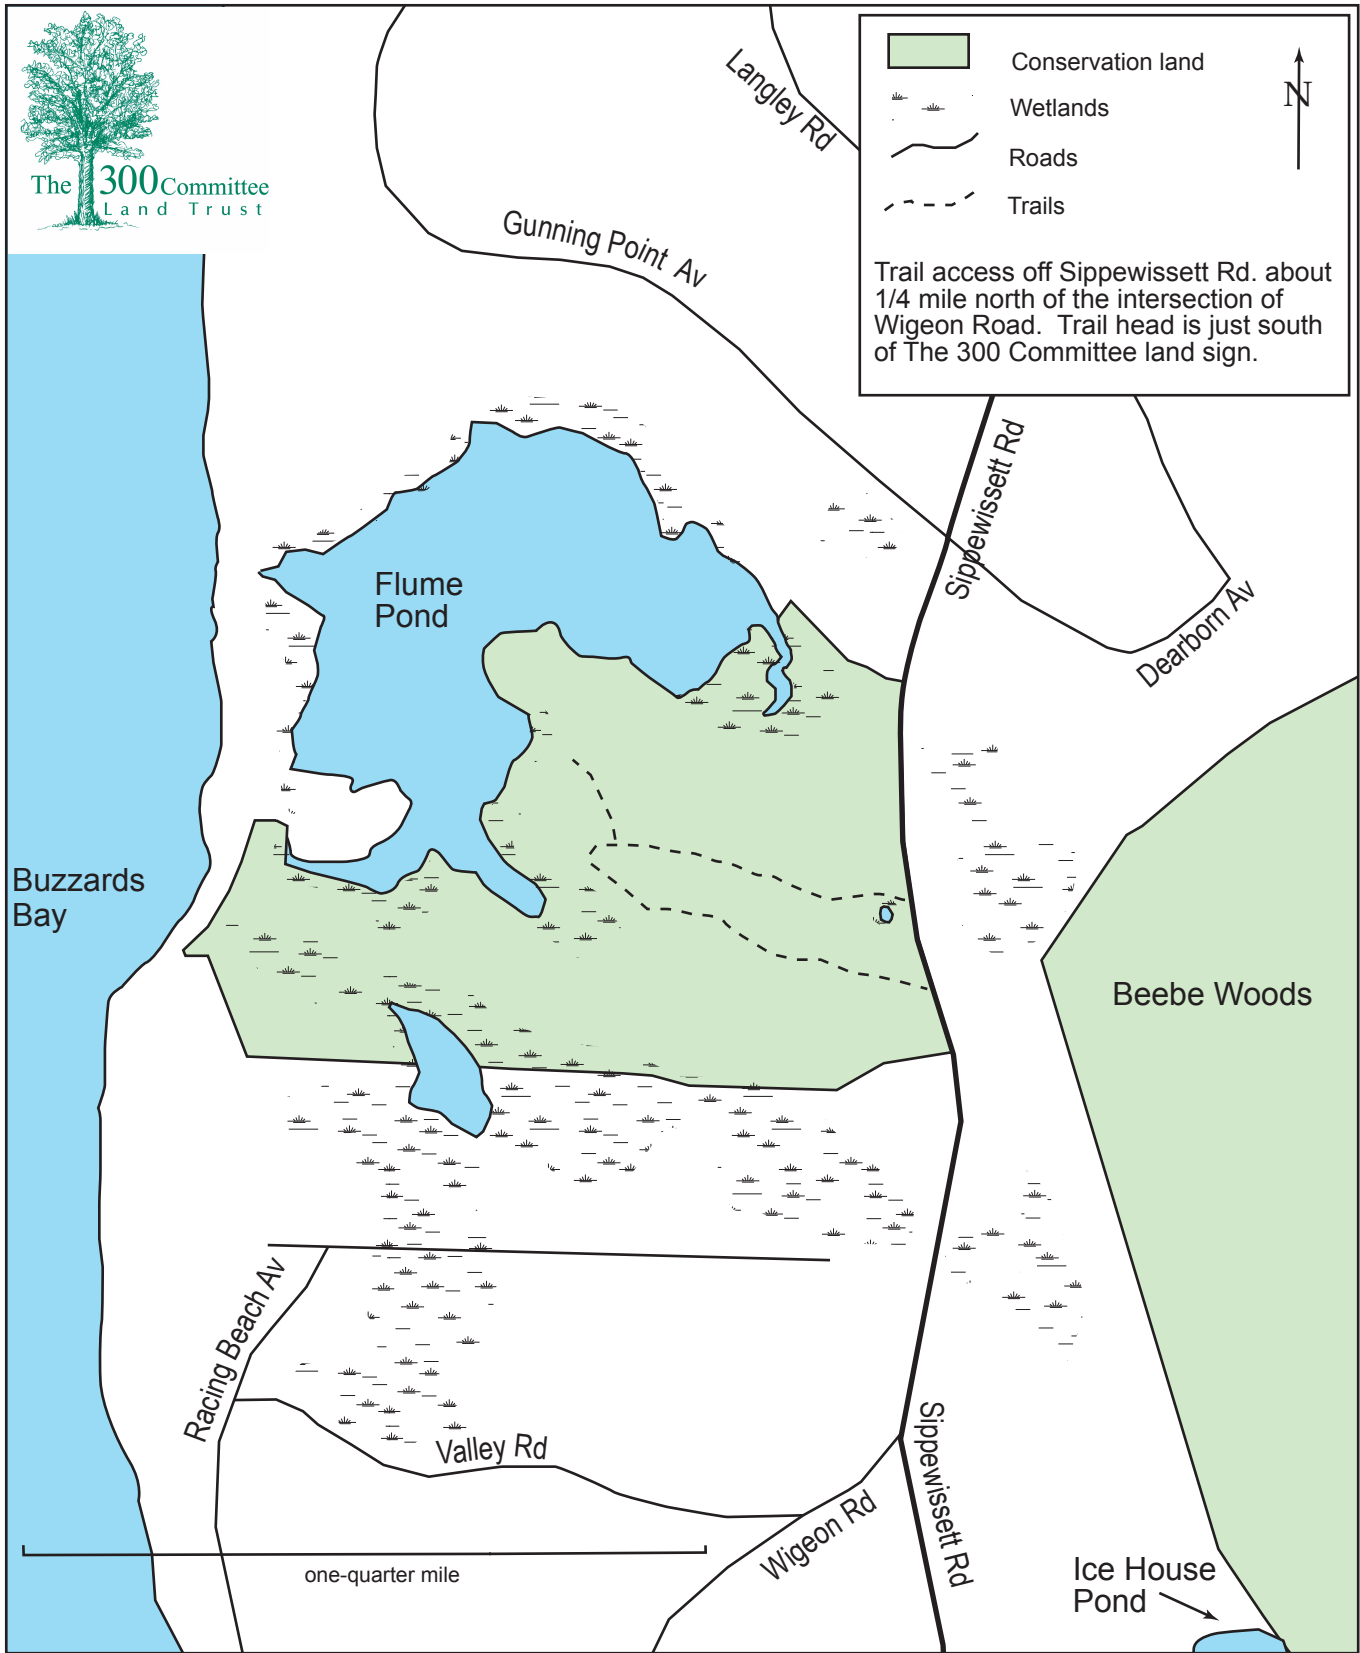 The 300 Committee
Land Trust
Langley Rd
Conservation land
Wetlands
Roads
Trails
N
Trail access off Sippewissett Rd. about
1/4 mile north of the intersection of
Wigeon Road.  Trail head is just south
of The 300 Committee land sign.
Gunning Point Av
Sippewissett Rd
Flume
Pond
Dearborn Av
Buzzards
Bay
Beebe Woods
Racing Beach Av
Valley Rd
Wigeon Rd
Sippewissett Rd
one-quarter mile
Ice House
Pond